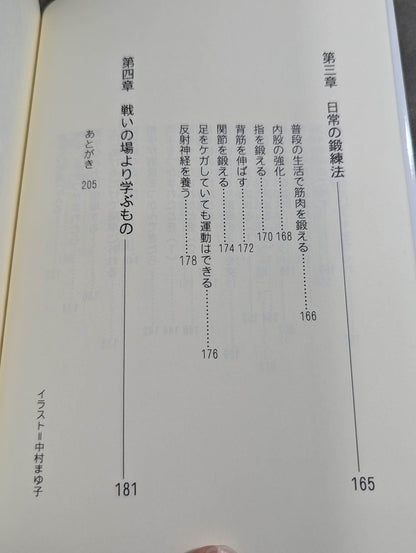 第三章 日常の鍛練法 165
普段の生活で筋肉を鍛える 166
内股の強化 168
指を鍛える 170
背筋を伸ばす 172
関節を鍛える 174
足をケガしていても運動はできる 176
反射神経を養う 178
第四章 戦いの場より学ぶもの 181
あとがき 205
イラスト＝中村まゆ子